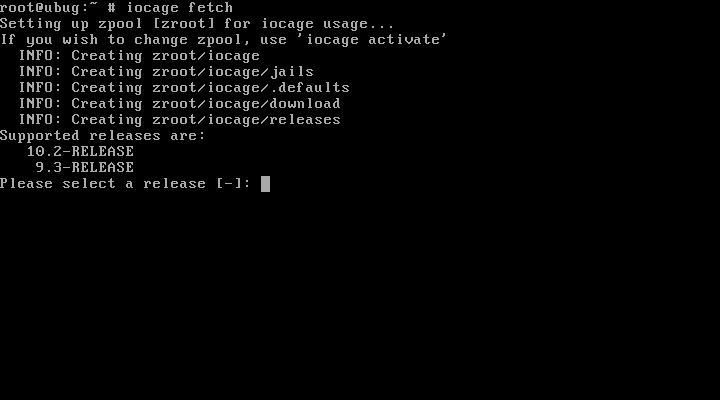 root@ubug:~ # iocage fetch
Setting up zpool [zroot] for iocage usage...
If you wish to change zpool, use 'iocage activate'
  INFO: Creating zroot/iocage
  INFO: Creating zroot/iocage/jails
  INFO: Creating zroot/iocage/.defaults
  INFO: Creating zroot/iocage/download
  INFO: Creating zroot/iocage/releases
Supported releases are:
   10.2-RELEASE
    9.3-RELEASE
Please select a release [-]: